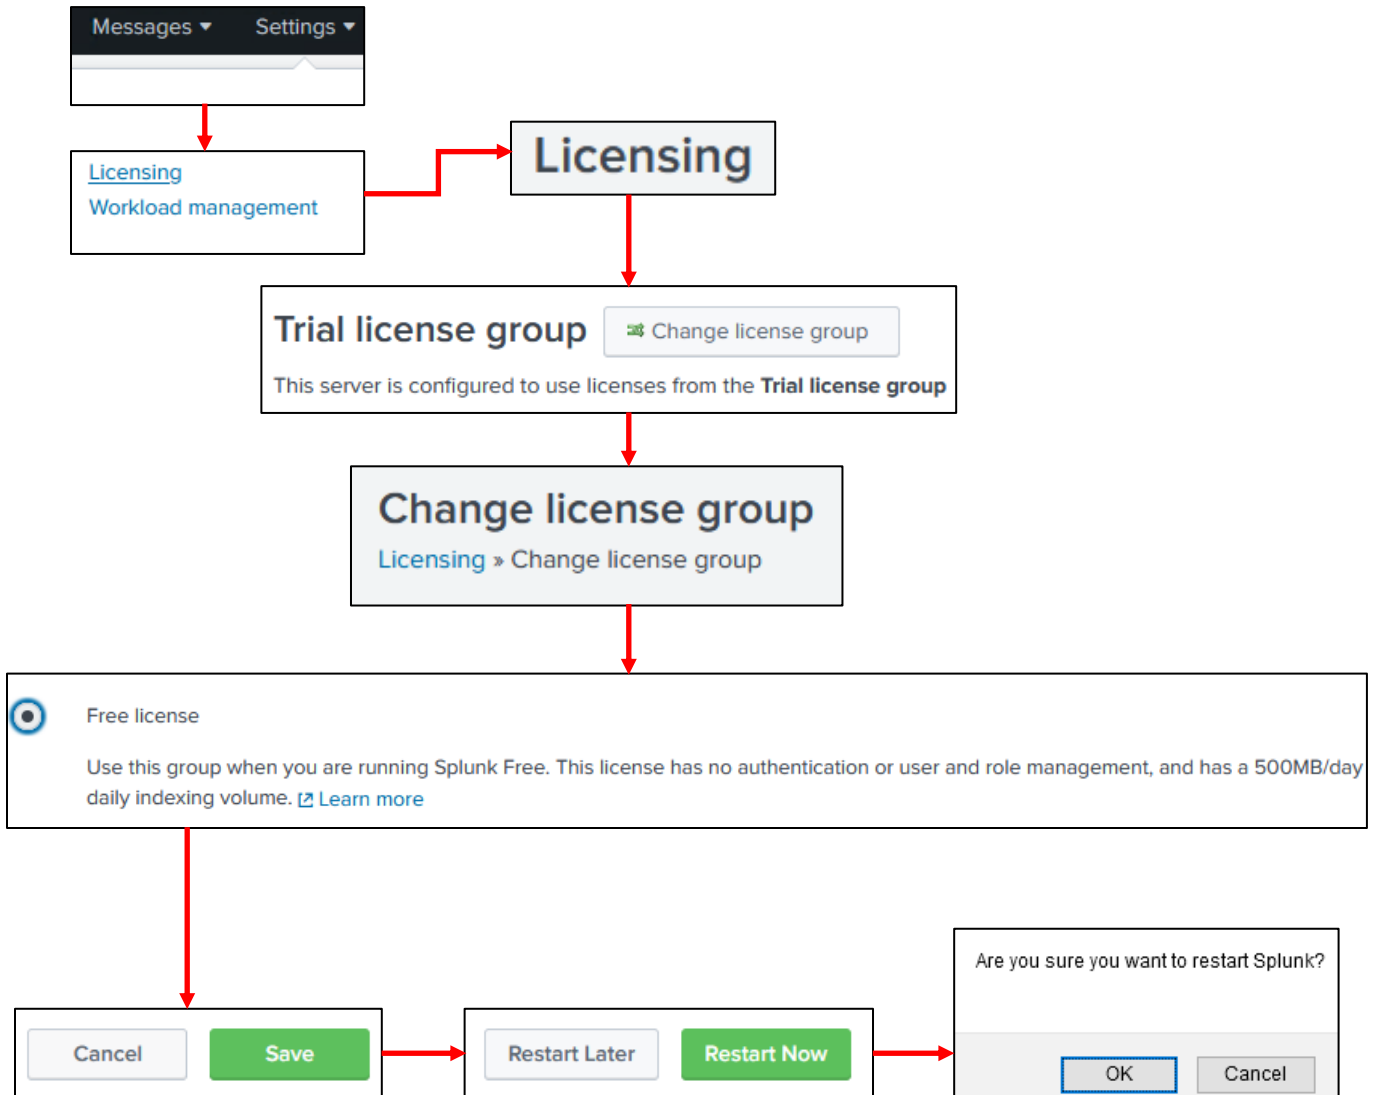 Messages ▾ Settings ▾
Licensing
Workload management
Licensing
Trial license group Change license group
This server is configured to use licenses from the Trial license group
Change license group
Licensing » Change license group
Free license
Use this group when you are running Splunk Free. This license has no authentication or user and role management, and has a 500MB/day
daily indexing volume. Learn more
Cancel Save
Restart Later Restart Now
Are you sure you want to restart Splunk?
OK Cancel